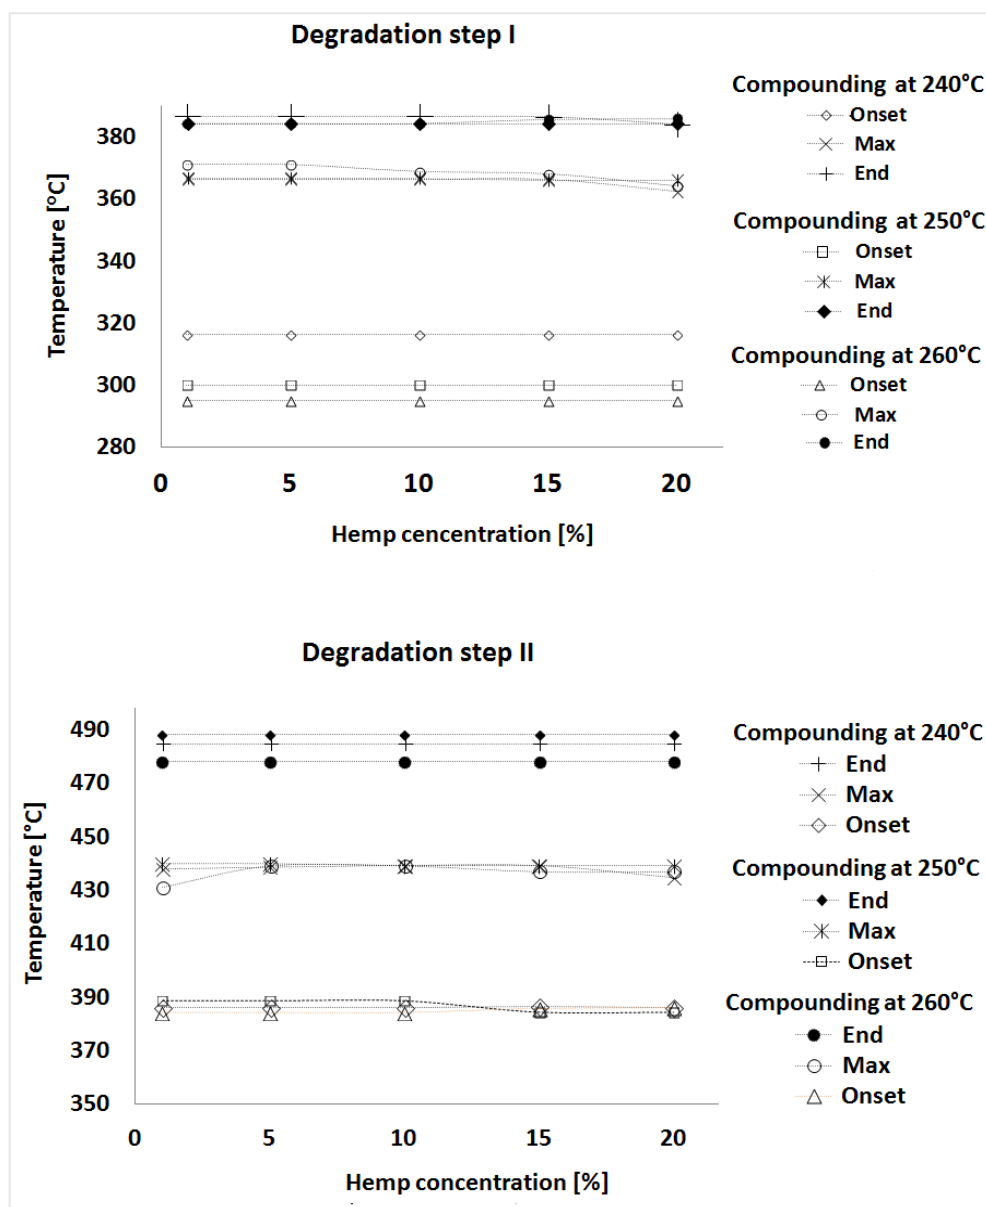 Degradation step I
Compounding at 240°C
Onset
Max
End
Compounding at 250°C
Onset
Max
End
Compounding at 260°C
Onset
Max
End
Temperature [°C]
380
360
340
320
300
280
0 5 10 15 20
Hemp cencentration [%]
Degradation step II
Compounding at 240°C
End
Max
Onset
Compounding at 250°C
End
Max
Onset
Compounding at 260°C
End
Max
Onset
Temperature [°C]
490
470
450
430
410
390
370
350
0 5 10 15 20
Hemp concentration [%]